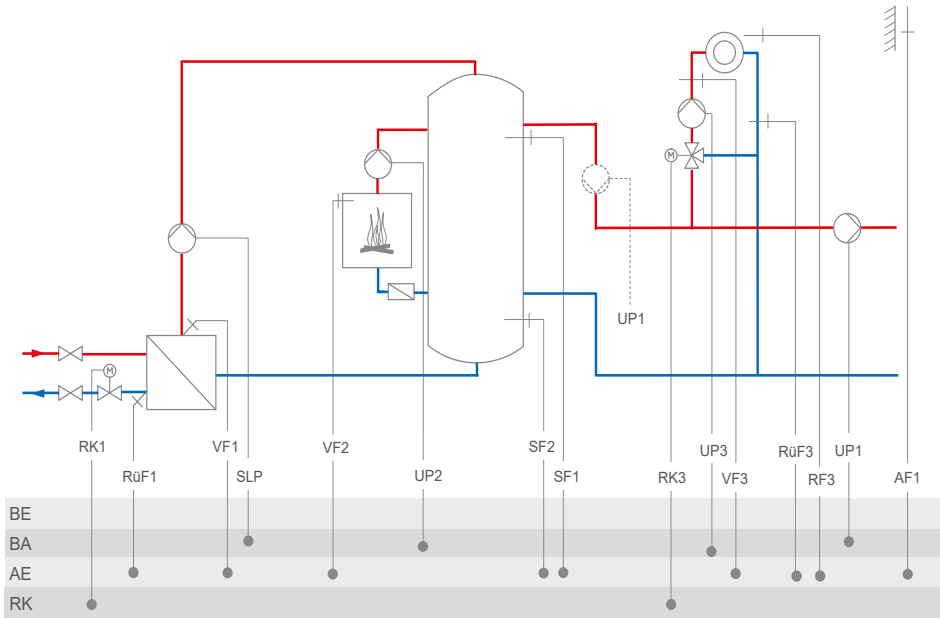 M
M
UP1
RK1
VF1
VF2
SF2
UP3
RüF3
UP1
RüF1
SLP
UP2
SF1
RK3
VF3
RF3
AF1
BE
BA
AE
RK